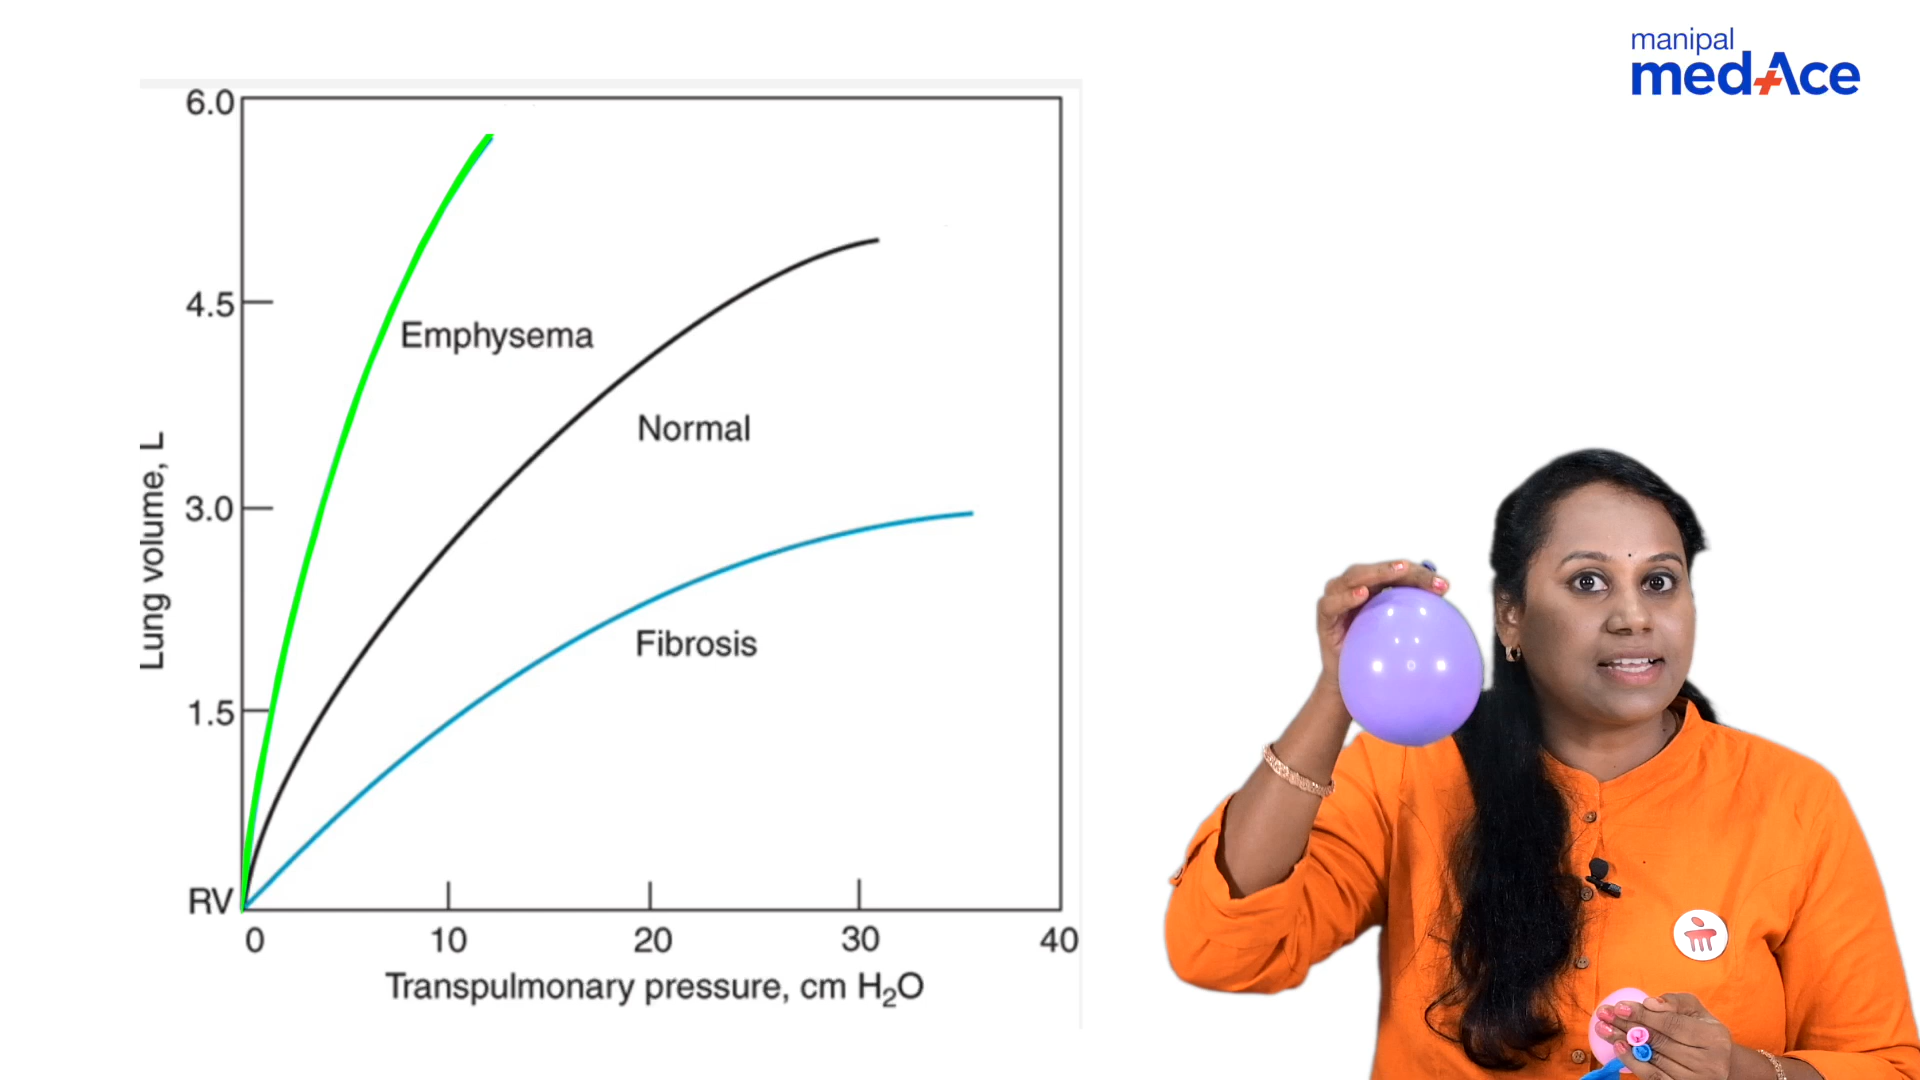 manipal
medAce
6.0
4.5
Emphysema
Normal
Lung volume, L
3.0
Fibrosis
1.5
RV
0 10 20 30 40
Transpulmonary pressure, cm H₂O